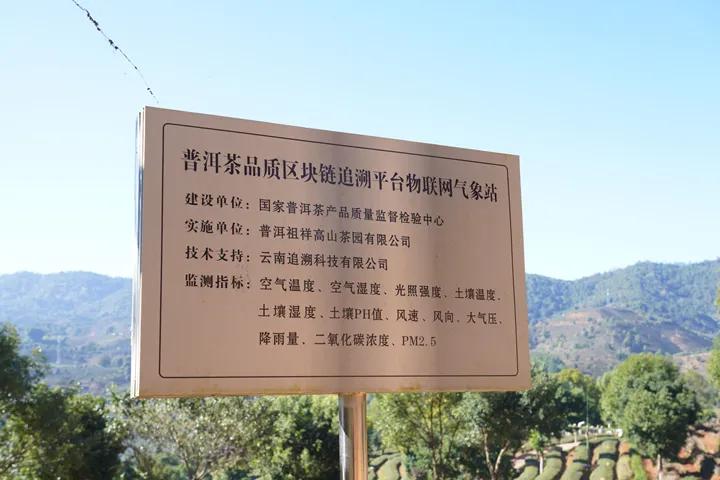 普洱茶品质区块链追溯平台物联网气象站
建设单位：国家普洱茶产品质量监督检验中心
实施单位：普洱祖祥高山茶园有限公司
技术支持：云南追溯科技有限公司
监测指标：空气温度、空气湿度、光照强度、土壤温度、
土壤湿度、土壤PH值、风速、风向、大气压、
降雨量、二氧化碳浓度、PM2.5